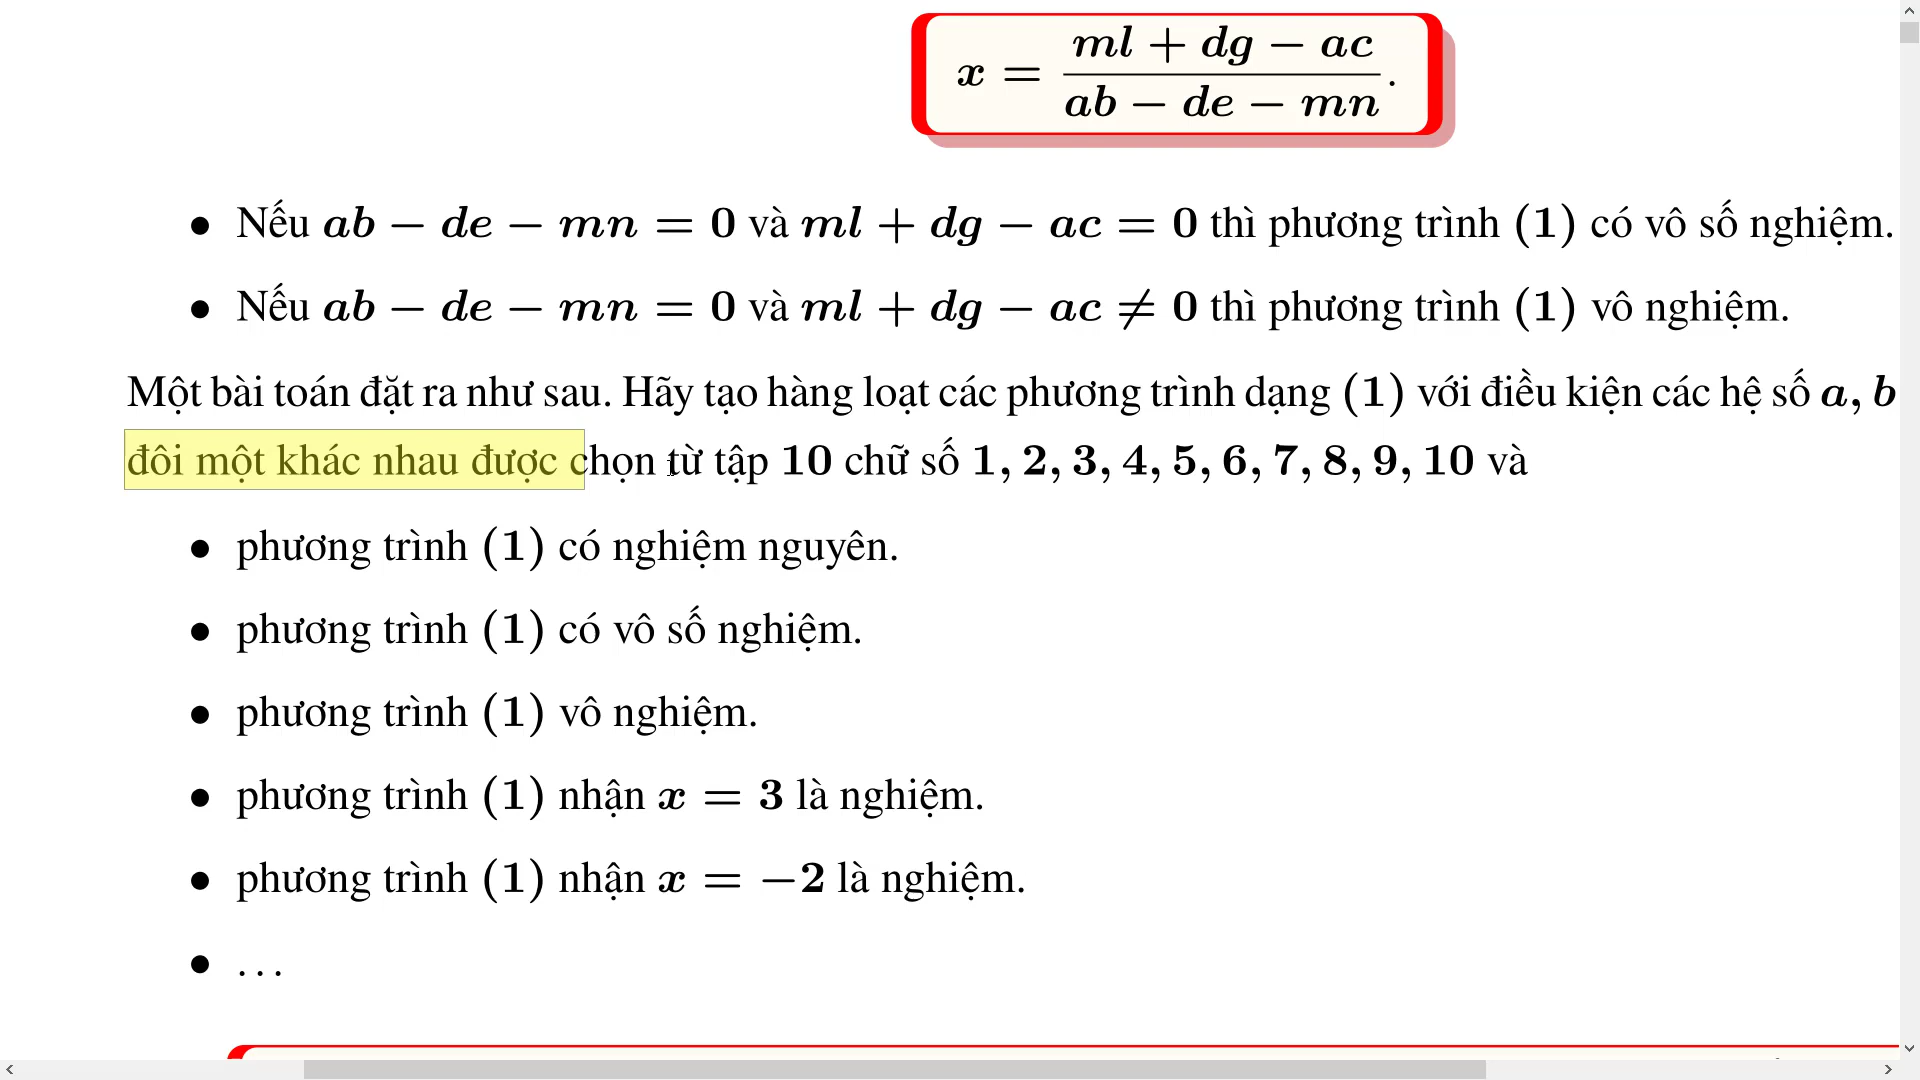 x = \frac{ml + dg − ac}{ab − de − mn}.
• Nếu ab − de − mn = 0 và ml + dg − ac = 0 thì phương trình (1) có vô số nghiệm.
• Nếu ab − de − mn = 0 và ml + dg − ac ≠ 0 thì phương trình (1) vô nghiệm.
Một bài toán đặt ra như sau. Hãy tạo hàng loạt các phương trình dạng (1) với điều kiện các hệ số a, b
đôi một khác nhau được chọn từ tập 10 chữ số 1, 2, 3, 4, 5, 6, 7, 8, 9, 10 và
• phương trình (1) có nghiệm nguyên.
• phương trình (1) có vô số nghiệm.
• phương trình (1) vô nghiệm.
• phương trình (1) nhận x = 3 là nghiệm.
• phương trình (1) nhận x = −2 là nghiệm.
• . . .